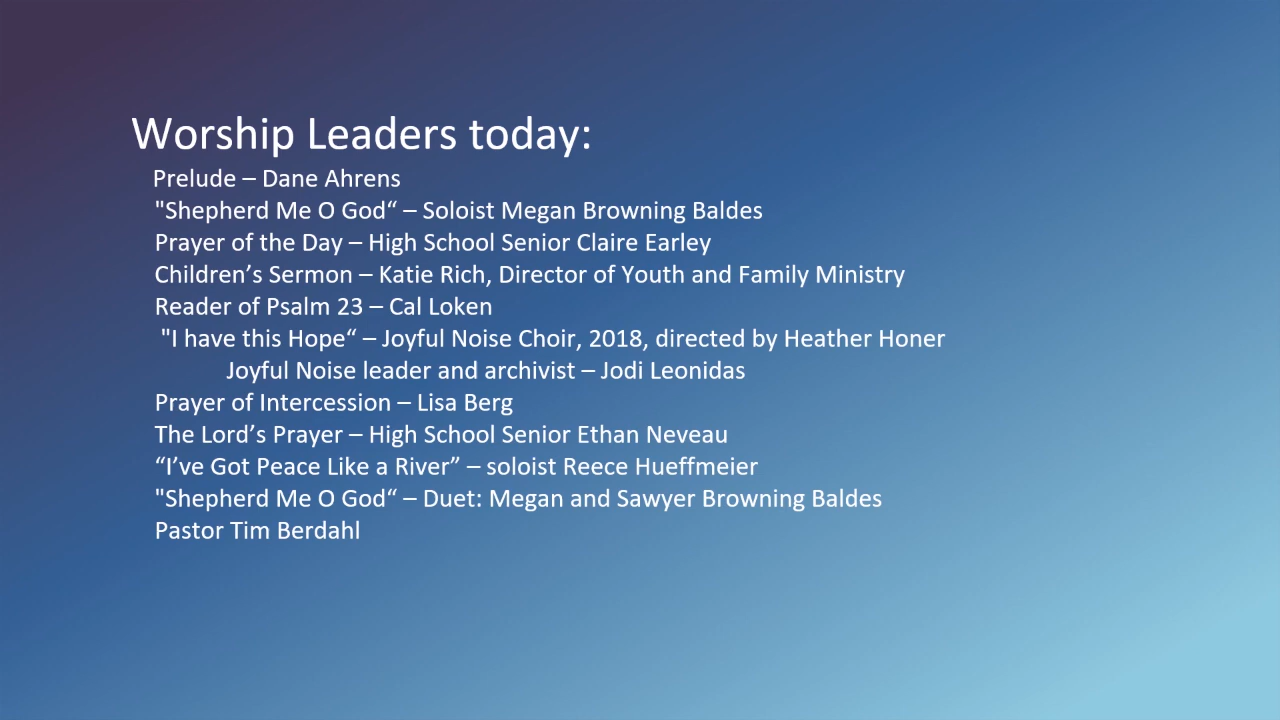 Worship Leaders today:
Prelude – Dane Ahrens
"Shepherd Me O God“ – Soloist Megan Browning Baldes
Prayer of the Day – High School Senior Claire Earley
Children’s Sermon – Katie Rich, Director of Youth and Family Ministry
Reader of Psalm 23 – Cal Loken
"I have this Hope“ – Joyful Noise Choir, 2018, directed by Heather Honer
Joyful Noise leader and archivist – Jodi Leonidas
Prayer of Intercession – Lisa Berg
The Lord’s Prayer – High School Senior Ethan Neveau
“I’ve Got Peace Like a River” – soloist Reece Hueffmeier
"Shepherd Me O God“ – Duet: Megan and Sawyer Browning Baldes
Pastor Tim Berdahl